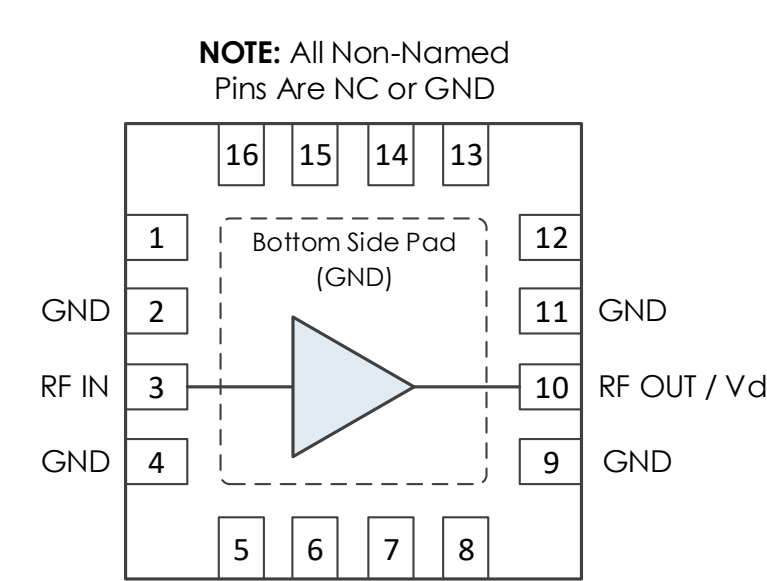 NOTE: All Non-Named
Pins Are NC or GND
16 15 14 13
1 Bottom Side Pad 12
(GND)
GND 2 11 GND
RF IN 3 10 RF OUT / Vd
GND 4 9 GND
5 6 7 8